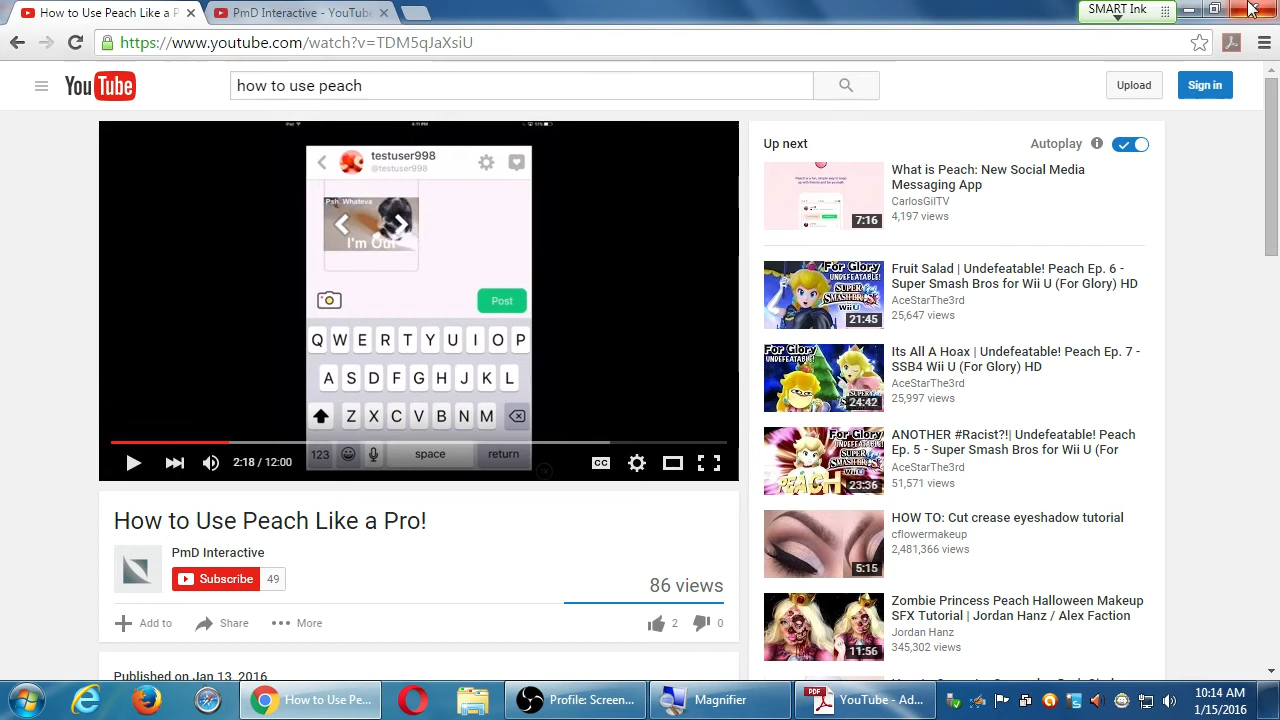 How to Use Peach Like a P
PmD Interactive - YouTube
SMART Ink
https://www.youtube.com/watch?v=TDM5qJaXsiU
YouTube
how to use peach
Upload
Sign in
testuser998
@testuser998
Psh. Whateva
I'm Out
Post
Q W E R T Y U I O P
A S D F G H J K L
Z X C V B N M
123
space
return
2:18 / 12:00
CC
How to Use Peach Like a Pro!
PmD Interactive
Subscribe
49
86 views
Add to
Share
More
2
0
Published on Jan 13, 2016
Up next
Autoplay
What is Peach: New Social Media
Messaging App
CarlosGilTV
4,197 views
7:16
Fruit Salad | Undefeatable! Peach Ep. 6 -
Super Smash Bros for Wii U (For Glory) HD
AceStarThe3rd
25,647 views
21:45
Its All A Hoax | Undefeatable! Peach Ep. 7 -
SSB4 Wii U (For Glory) HD
AceStarThe3rd
25,997 views
24:42
ANOTHER #Racist?!| Undefeatable! Peach
Ep. 5 - Super Smash Bros for Wii U (For
AceStarThe3rd
51,571 views
23:36
HOW TO: Cut crease eyeshadow tutorial
cflowermakeup
2,481,366 views
5:15
Zombie Princess Peach Halloween Makeup
SFX Tutorial | Jordan Hanz / Alex Faction
Jordan Hanz
345,302 views
11:56
How to Use Pe...
Profile: Screen...
Magnifier
YouTube - Ad...
10:14 AM
1/15/2016